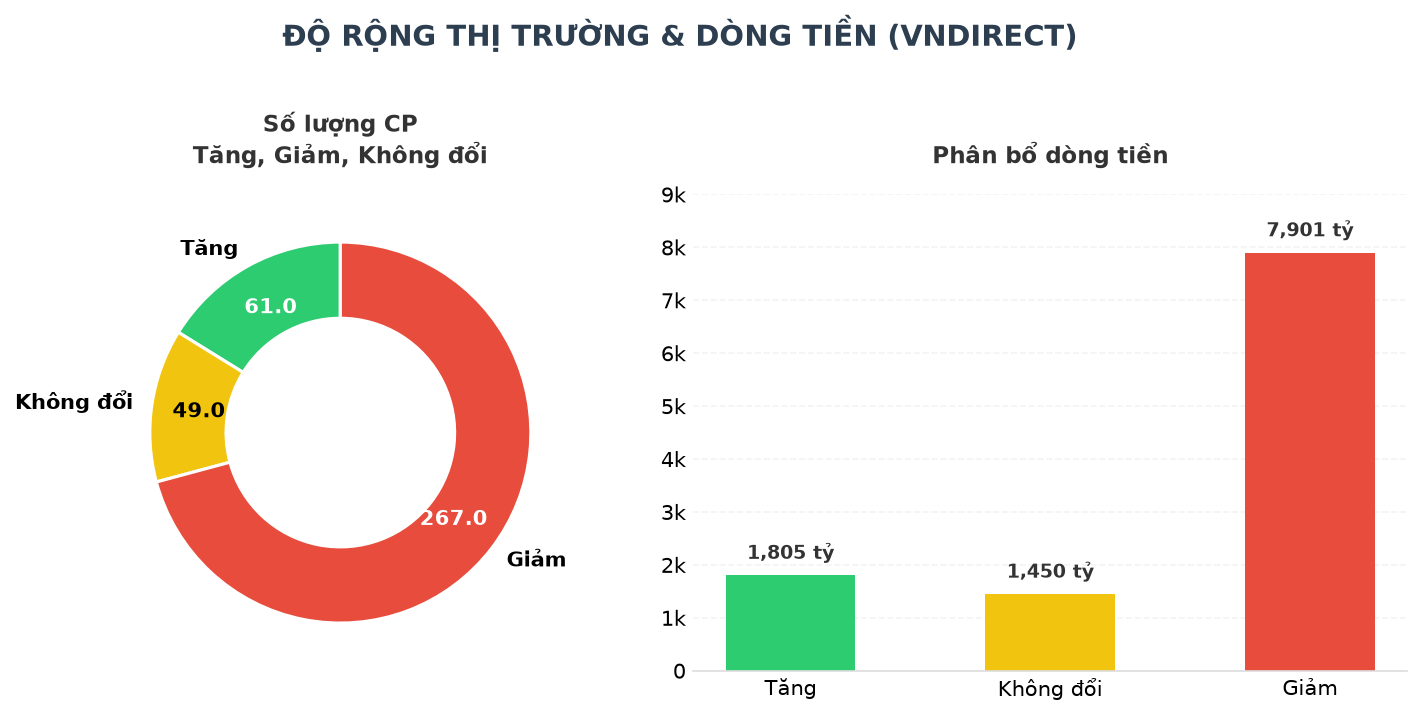 ĐỘ RỘNG THỊ TRƯỜNG & DÒNG TIỀN (VNDIRECT)
Số lượng CP
Tăng, Giảm, Không đổi
Tăng
61.0
Không đổi
49.0
267.0
Giảm
Phân bổ dòng tiền
9k
8k
7k
6k
5k
4k
3k
2k
1k
0
1,805 tỷ
1,450 tỷ
7,901 tỷ
Tăng
Không đổi
Giảm